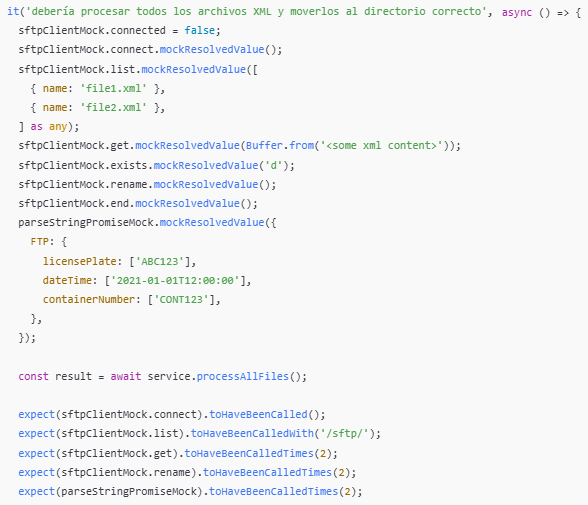 it('debería procesar todos los archivos XML y moverlos al directorio correcto', async () => {
  sftpClientMock.connected = false;
  sftpClientMock.connect.mockResolvedValue();
  sftpClientMock.list.mockResolvedValue([
    { name: 'file1.xml' },
    { name: 'file2.xml' },
  ] as any);
  sftpClientMock.get.mockResolvedValue(Buffer.from('<some xml content>'));
  sftpClientMock.exists.mockResolvedValue('d');
  sftpClientMock.rename.mockResolvedValue();
  sftpClientMock.end.mockResolvedValue();
  parseStringPromiseMock.mockResolvedValue({
    FTP: {
      licensePlate: ['ABC123'],
      dateTime: ['2021-01-01T12:00:00'],
      containerNumber: ['CONT123'],
    },
  });

  const result = await service.processAllFiles();

  expect(sftpClientMock.connect).toHaveBeenCalled();
  expect(sftpClientMock.list).toHaveBeenCalledWith('/sftp/');
  expect(sftpClientMock.get).toHaveBeenCalledTimes(2);
  expect(sftpClientMock.rename).toHaveBeenCalledTimes(2);
  expect(parseStringPromiseMock).toHaveBeenCalledTimes(2);